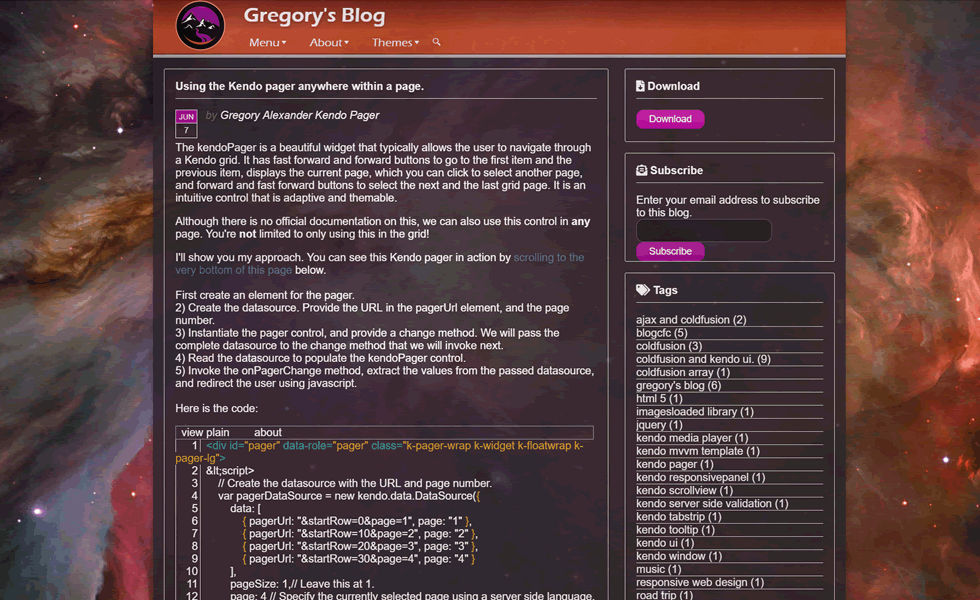 Gregory's Blog
Menu About Themes
Using the Kendo pager anywhere within a page.
JUN
7
by Gregory Alexander Kendo Pager
The kendoPager is a beautiful widget that typically allows the user to navigate through
a Kendo grid. It has fast forward and forward buttons to go to the first item and the
previous item, displays the current page, which you can click to select another page,
and forward and fast forward buttons to select the next and the last grid page. It is an
intuitive control that is adaptive and themable.
Although there is no official documentation on this, we can also use this control in any
page. You're not limited to only using this in the grid!
I'll show you my approach. You can see this Kendo pager in action by scrolling to the
very bottom of this page below.
First create an element for the pager.
2) Create the datasource. Provide the URL in the pagerUrl element, and the page
number.
3) Instantiate the pager control, and provide a change method. We will pass the
complete datasource to the change method that we will invoke next.
4) Read the datasource to populate the kendoPager control.
5) Invoke the onPagerChange method, extract the values from the passed datasource,
and redirect the user using javascript.
Here is the code:
view plain about
1 <div id="pager" data-role="pager" class="k-pager-wrap k-widget k-floatwrap k-
pager-lg">
2 &lt;script>
3 // Create the datasource with the URL and page number.
4 var pagerDataSource = new kendo.data.DataSource({
5 data: [
6 { pagerUrl: "&startRow=0&page=1", page: "1" },
7 { pagerUrl: "&startRow=10&page=2", page: "2" },
8 { pagerUrl: "&startRow=20&page=3", page: "3" },
9 { pagerUrl: "&startRow=30&page=4", page: "4" }
10 ],
11 pageSize: 1,// Leave this at 1.
12 page: 4 // Specify the currently selected page using a server side language.
Download
Download
Subscribe
Enter your email address to subscribe
to this blog.
Subscribe
Tags
ajax and coldfusion (2)
blogcfc (5)
coldfusion (3)
coldfusion and kendo ui. (9)
coldfusion array (1)
gregory's blog (6)
html 5 (1)
imagesloaded library (1)
jquery (1)
kendo media player (1)
kendo mvvm template (1)
kendo pager (1)
kendo responsivepanel (1)
kendo scrollview (1)
kendo server side validation (1)
kendo tabstrip (1)
kendo tooltip (1)
kendo ui (1)
kendo window (1)
music (1)
responsive web design (1)
road trip (1)